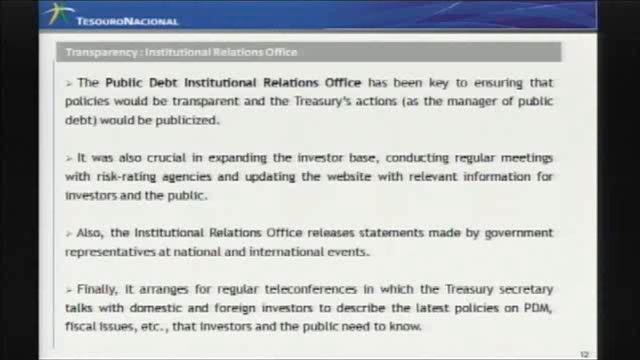 TESOURONACIONAL
Transparency : Institutional Relations Office
➢ The Public Debt Institutional Relations Office has been key to ensuring that
policies would be transparent and the Treasury's actions (as the manager of public
debt) would be publicized.
➢ It was also crucial in expanding the investor base, conducting regular meetings
with risk-rating agencies and updating the website with relevant information for
investors and the public.
➢ Also, the Institutional Relations Office releases statements made by government
representatives at national and international events.
➢ Finally, it arranges for regular teleconferences in which the Treasury secretary
talks with domestic and foreign investors to describe the latest policies on PDM,
fiscal issues, etc., that investors and the public need to know.
12